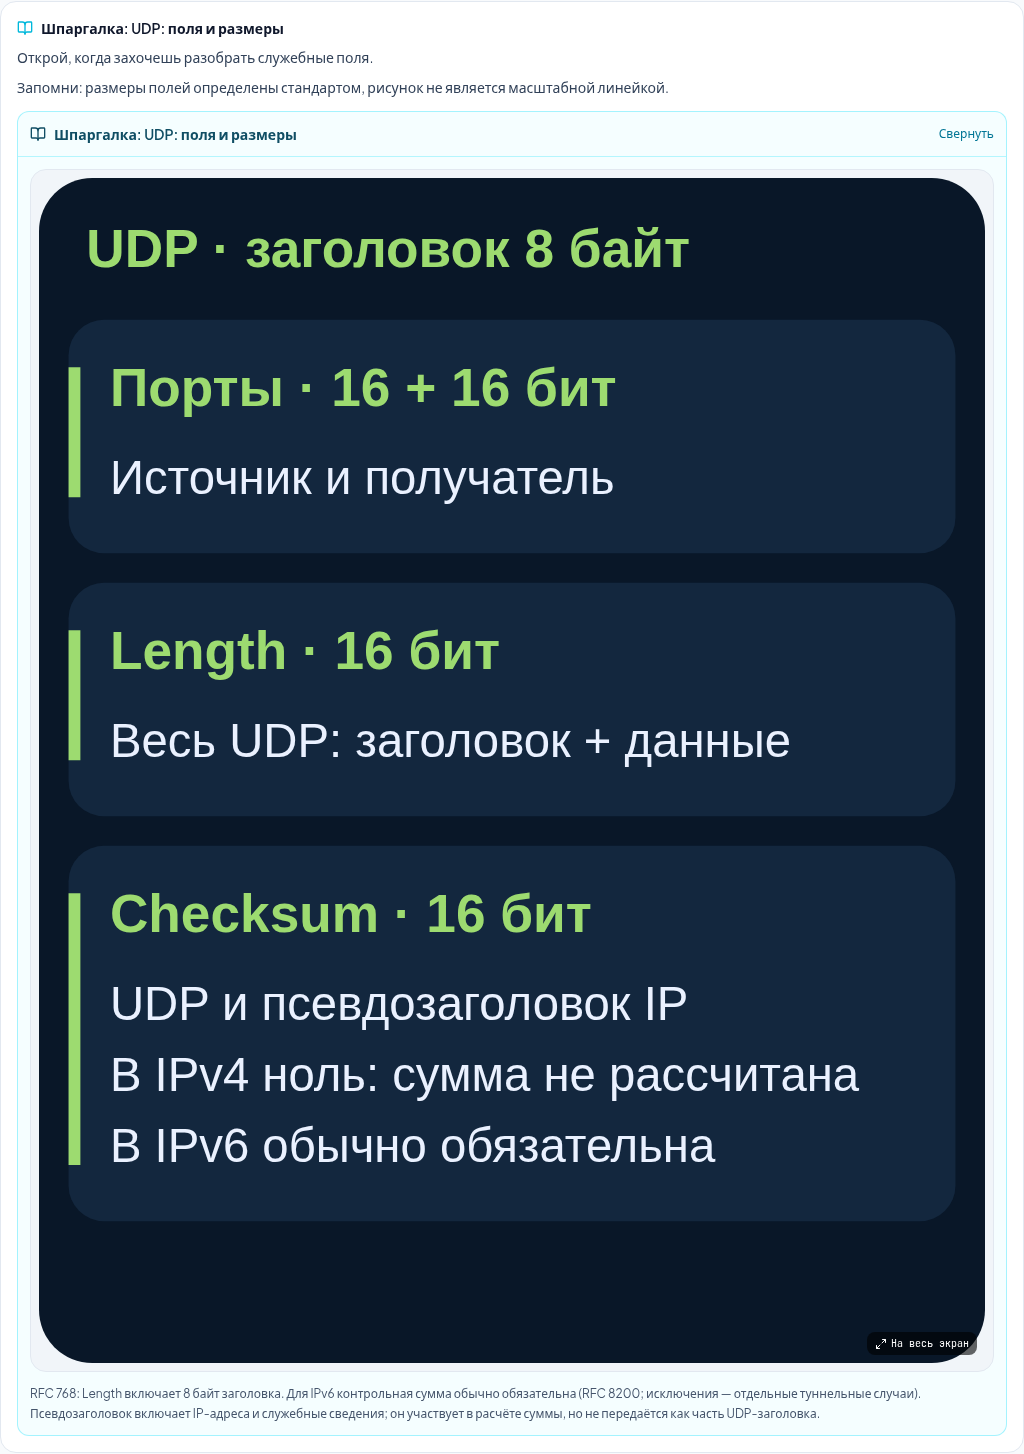 Шпаргалка: UDP: поля и размеры
Открой, когда захочешь разобрать служебные поля.
Запомни: размеры полей определены стандартом, рисунок не является масштабной линейкой.
Шпаргалка: UDP: поля и размеры
Свернуть
UDP · заголовок 8 байт
Порты · 16 + 16 бит
Источник и получатель
Length · 16 бит
Весь UDP: заголовок + данные
Checksum · 16 бит
UDP и псевдозаголовок IP
В IPv4 ноль: сумма не рассчитана
В IPv6 обычно обязательна
На весь экран
RFC 768: Length включает 8 байт заголовка. Для IPv6 контрольная сумма обычно обязательна (RFC 8200; исключения — отдельные туннельные случаи).
Псевдозаголовок включает IP-адреса и служебные сведения; он участвует в расчёте суммы, но не передаётся как часть UDP-заголовка.